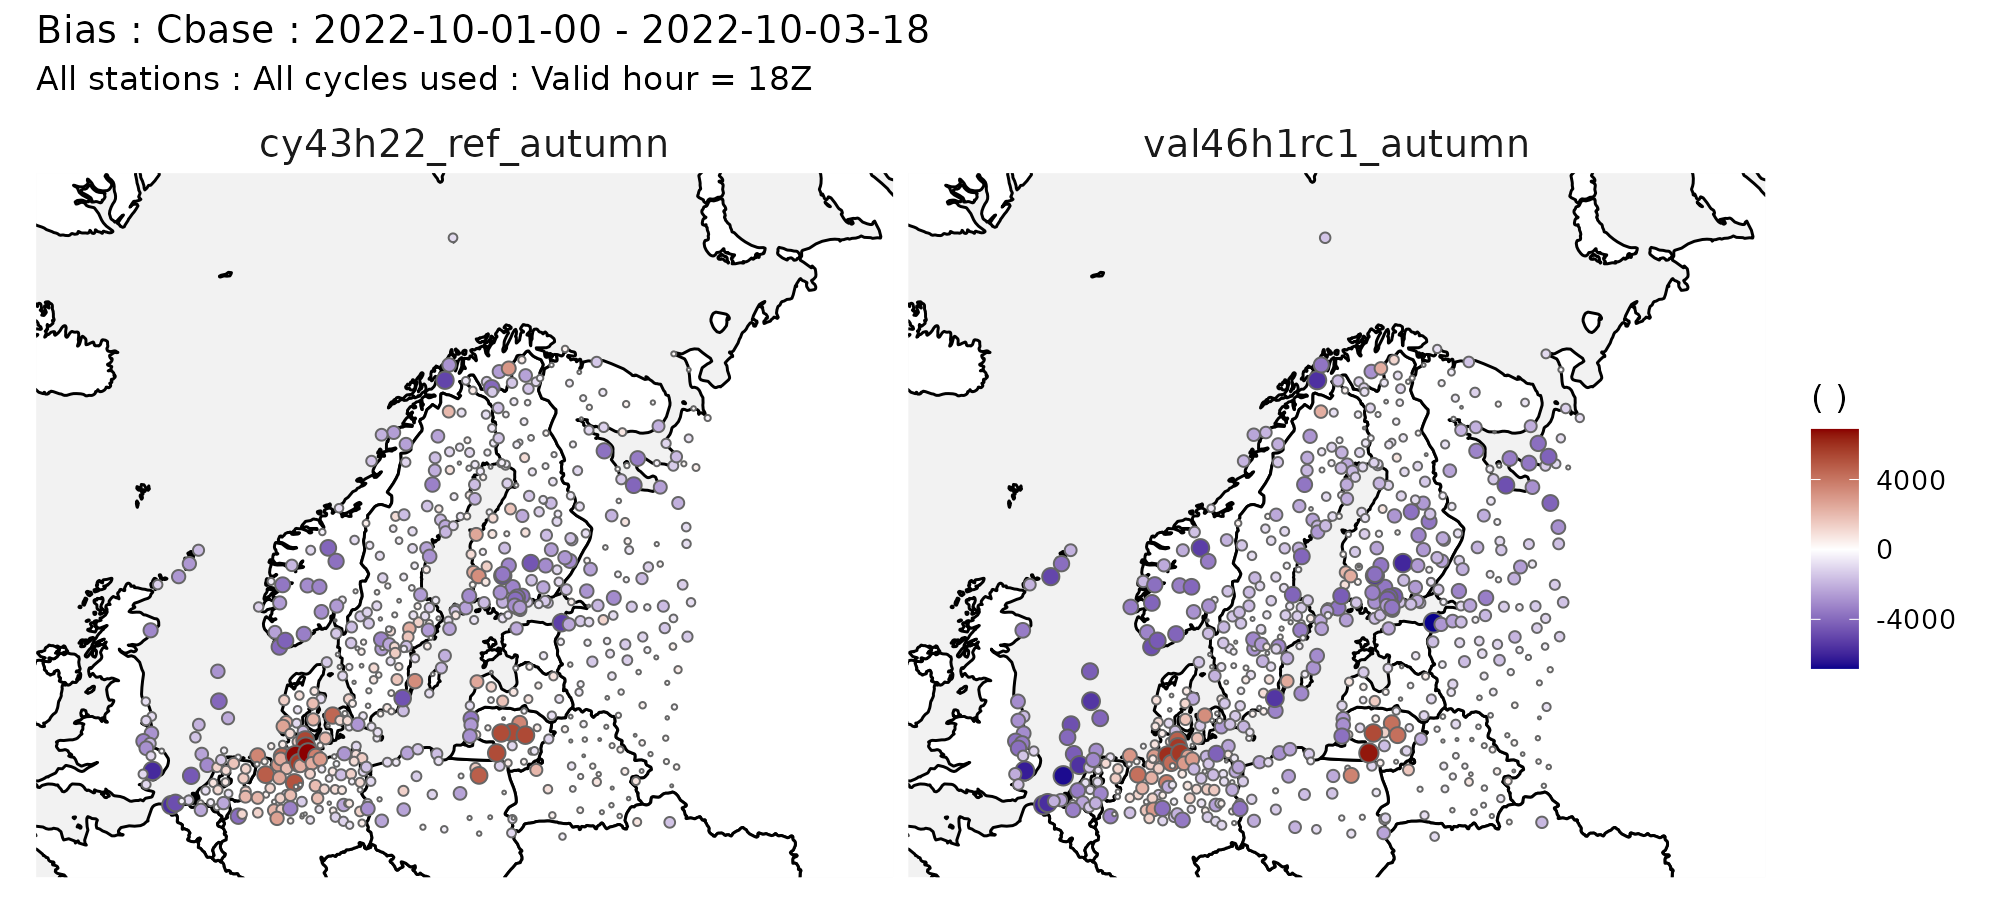 Bias : Cbase : 2022-10-01-00 - 2022-10-03-18
All stations : All cycles used : Valid hour = 18Z
cy43h22_ref_autumn
val46h1rc1_autumn
( )
4000
0
-4000